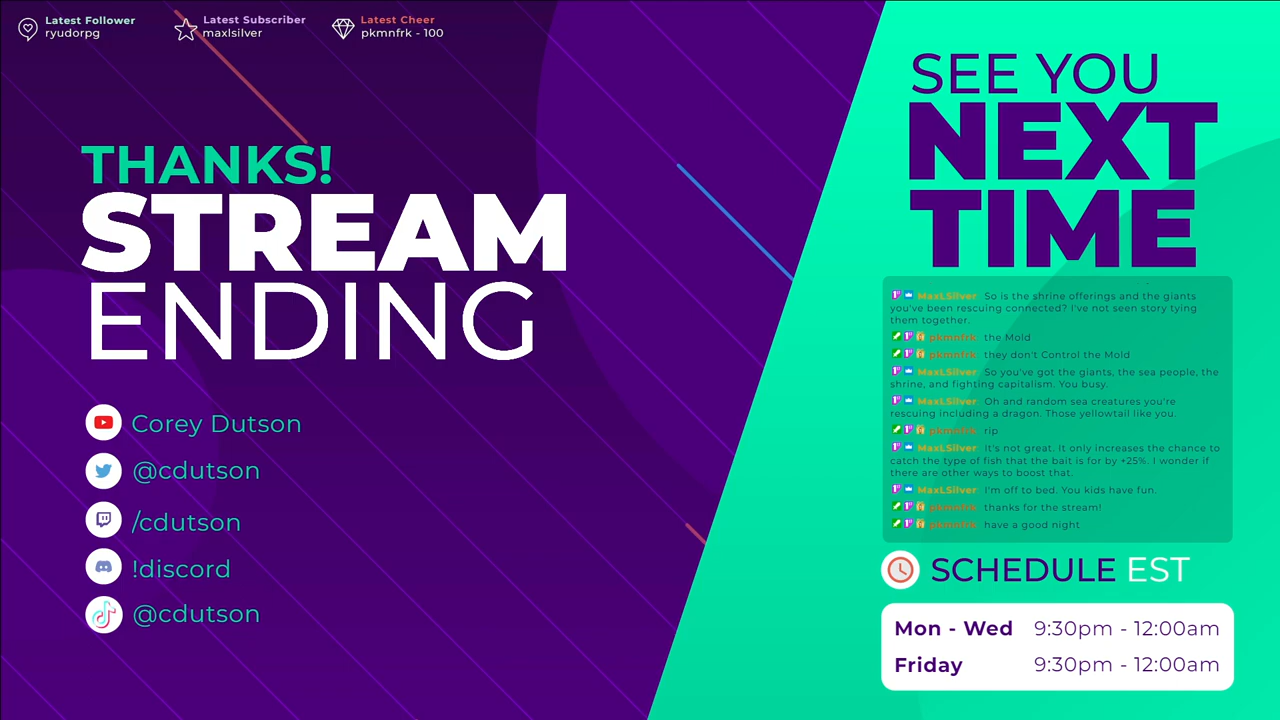 Latest Follower
ryudorpg
Latest Subscriber
maxlsilver
Latest Cheer
pkmnfrk - 100
THANKS!
STREAM
ENDING
Corey Dutson
@cdutson
/cdutson
!discord
@cdutson
SEE YOU
NEXT
TIME
MaxLSilver So is the shrine offerings and the giants
you've been rescuing connected? I've not seen story tying
them together.
pkmnfrk the Mold
pkmnfrk they don't Control the Mold
MaxLSilver So you've got the giants, the sea people, the
shrine, and fighting capitalism. You busy.
MaxLSilver Oh and random sea creatures you're
rescuing including a dragon. Those yellowtail like you.
pkmnfrk rip
MaxLSilver It's not great. It only increases the chance to
catch the type of fish that the bait is for by +25%. I wonder if
there are other ways to boost that.
MaxLSilver I'm off to bed. You kids have fun.
pkmnfrk thanks for the stream!
pkmnfrk have a good night
SCHEDULE EST
Mon - Wed 9:30pm - 12:00am
Friday 9:30pm - 12:00am